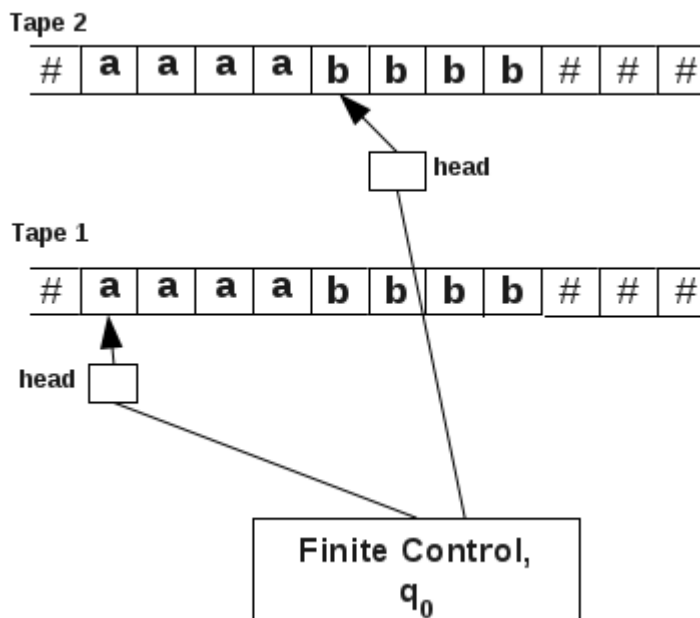 Tape 2
# a a a a b b b b # # #
head
Tape 1
# a a a a b b b b # # #
head
Finite Control,
q0